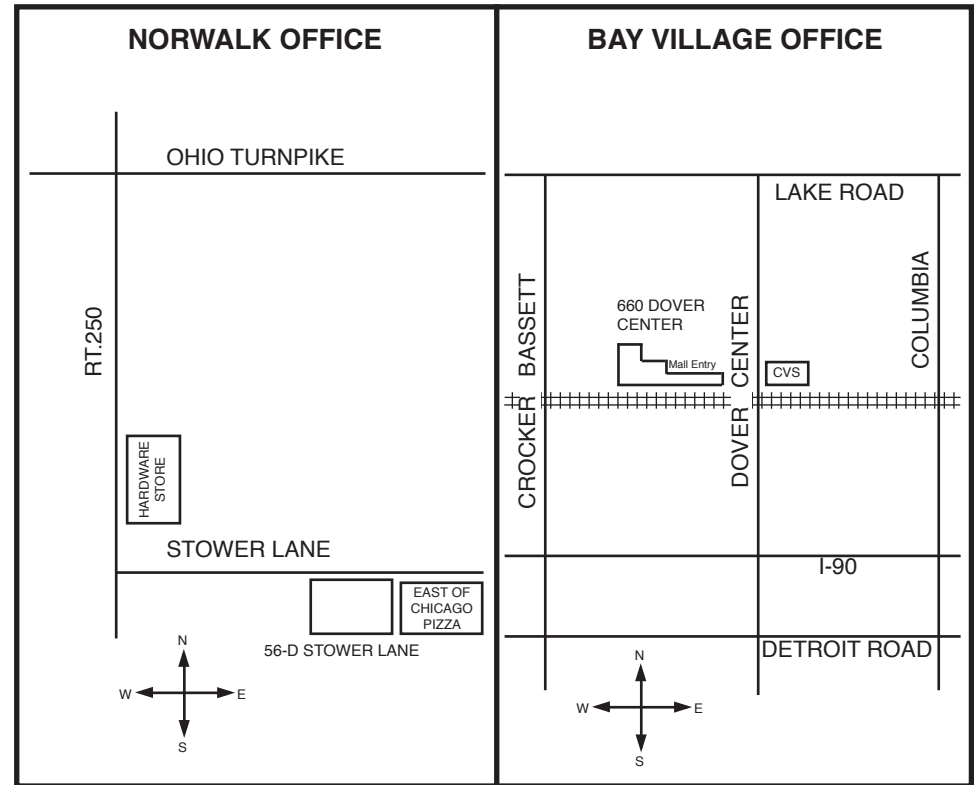 NORWALK OFFICE
OHIO TURNPIKE
RT.250
HARDWARE
STORE
STOWER LANE
EAST OF
CHICAGO
PIZZA
56-D STOWER LANE
N
W
E
S
BAY VILLAGE OFFICE
LAKE ROAD
CROCKER BASSETT
660 DOVER
CENTER
Mall Entry
DOVER CENTER
CVS
COLUMBIA
I-90
DETROIT ROAD
N
W
E
S